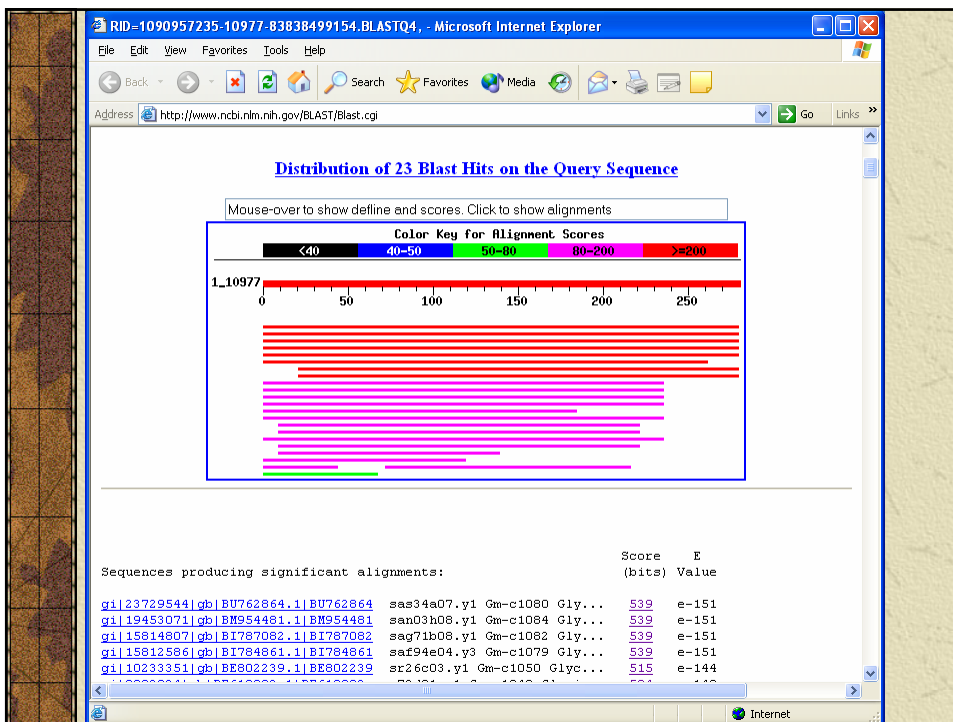 RID=1090957235-10977-83838499154.BLASTQ4, - Microsoft Internet Explorer
File Edit View Favorites Tools Help
Back Search Favorites Media
Address http://www.ncbi.nlm.nih.gov/BLAST/Blast.cgi Go Links »
Distribution of 23 Blast Hits on the Query Sequence
Mouse-over to show defline and scores. Click to show alignments
Color Key for Alignment Scores
<40 40-50 50-80 80-200 >=200
1_10977
0 50 100 150 200 250
Score E
Sequences producing significant alignments: (bits) Value
gi|23729544|gb|BU762864.1|BU762864 sas34a07.y1 Gm-c1080 Gly... 539 e-151
gi|19453071|gb|BM954481.1|BM954481 san03h08.y1 Gm-c1084 Gly... 539 e-151
gi|15814807|gb|BI787082.1|BI787082 sag71b08.y1 Gm-c1082 Gly... 539 e-151
gi|15812586|gb|BI784861.1|BI784861 saf94e04.y3 Gm-c1079 Gly... 539 e-151
gi|10233351|gb|BE802239.1|BE802239 sr26c03.y1 Gm-c1050 Glyc... 515 e-144
Internet